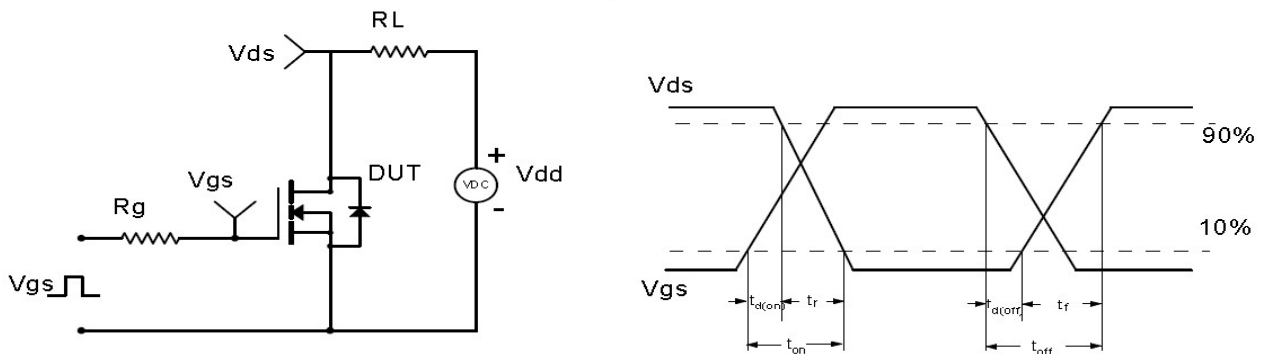 RL
Vds
Vgs
DUT
+
VDC
Vdd
-
Rg
Vgs
Vds
90%
10%
Vgs
td(on)
tr
td(off)
tf
ton
toff